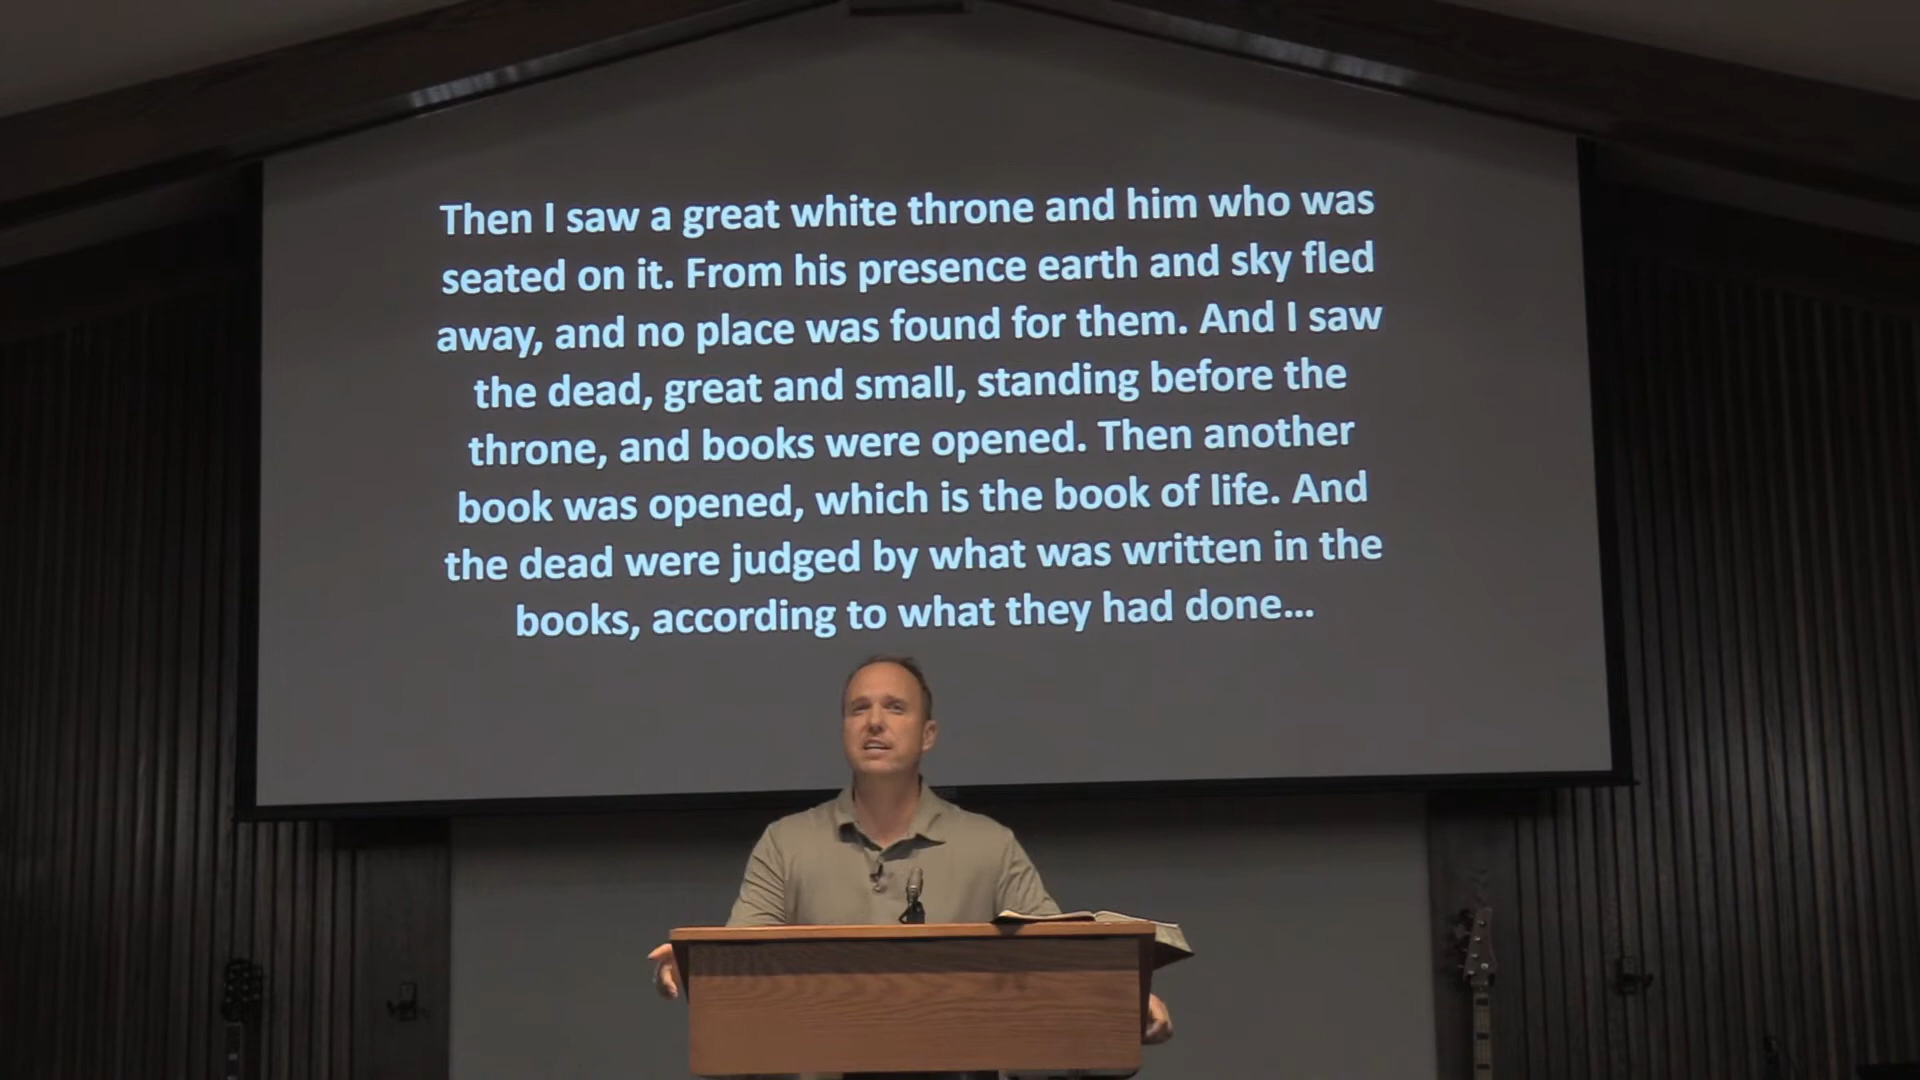 Then I saw a great white throne and him who was
seated on it. From his presence earth and sky fled
away, and no place was found for them. And I saw
the dead, great and small, standing before the
throne, and books were opened. Then another
book was opened, which is the book of life. And
the dead were judged by what was written in the
books, according to what they had done...